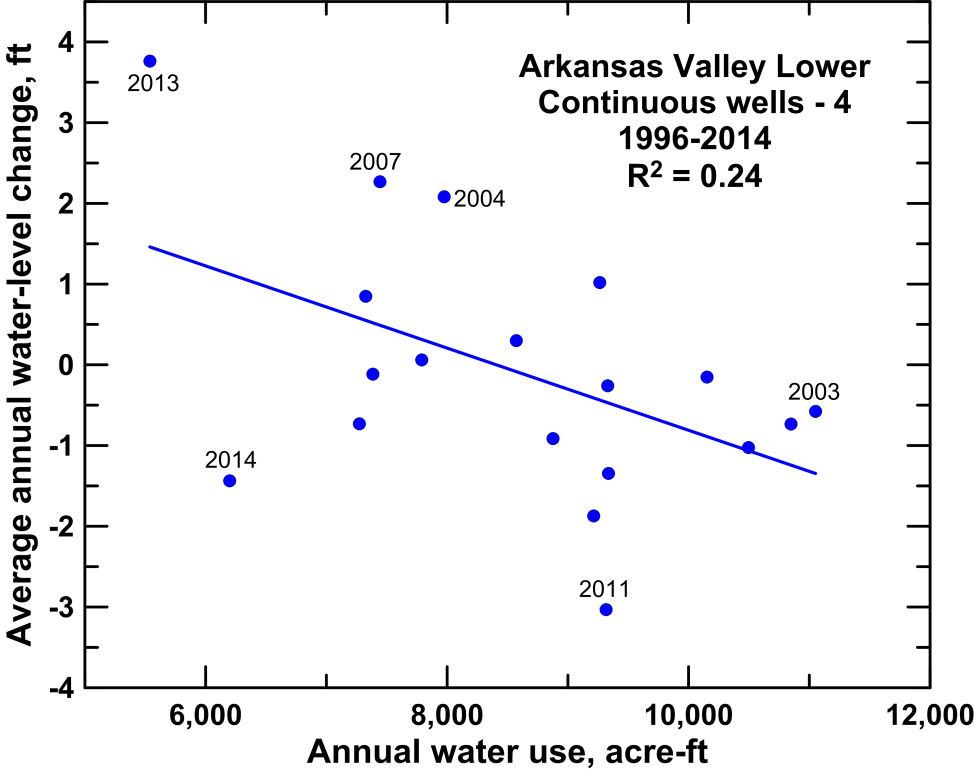 Arkansas Valley Lower
Continuous wells - 4
1996-2014
R² = 0.24
Average annual water-level change, ft
4
3
2
1
0
-1
-2
-3
-4
2013
2007
2004
2003
2014
2011
6,000 8,000 10,000 12,000
Annual water use, acre-ft